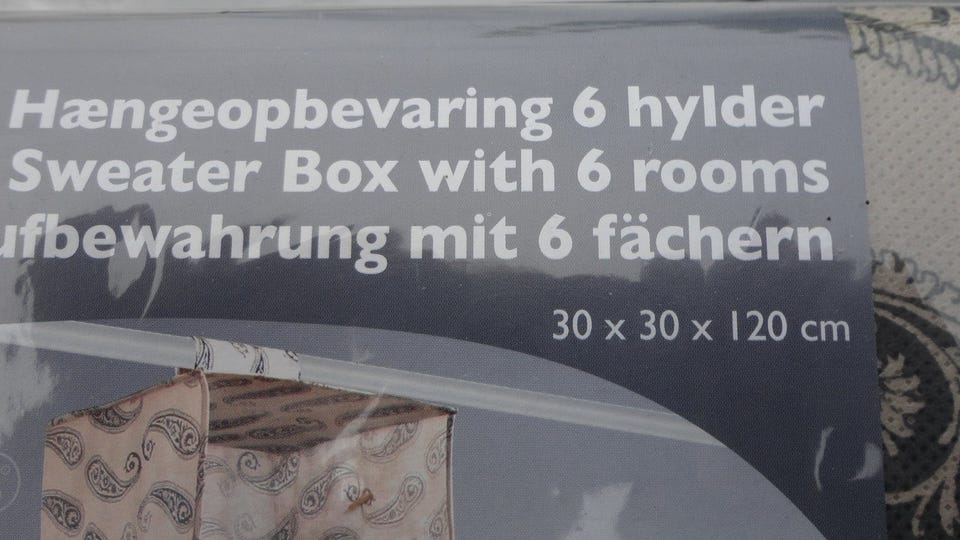 Hængeopbevaring 6 hylder
Sweater Box with 6 rooms
ufbewahrung mit 6 fächern
30 x 30 x 120 cm